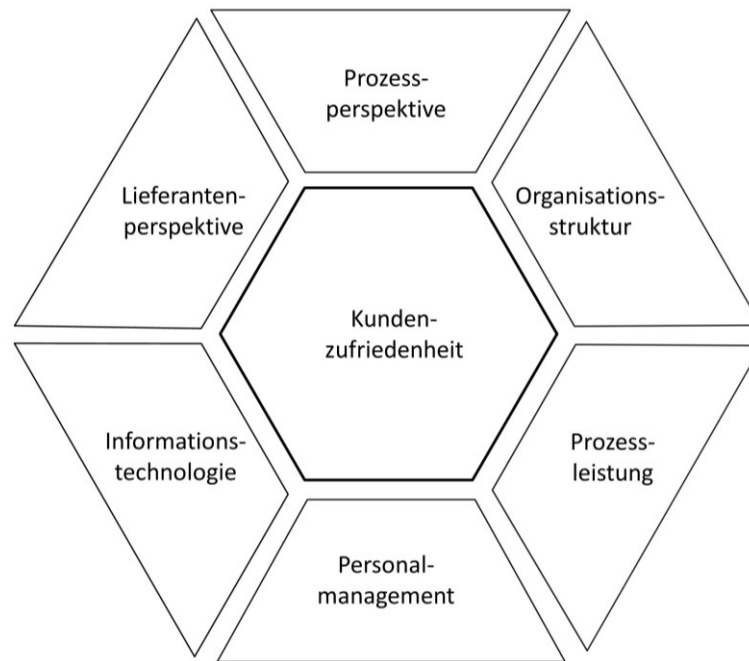 Prozess-
perspektive
Lieferanten-
perspektive
Organisations-
struktur
Kunden-
zufriedenheit
Informations-
technologie
Prozess-
leistung
Personal-
management